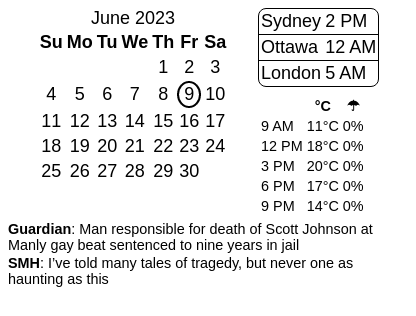 June 2023
Su Mo Tu We Th Fr Sa
1 2 3
4 5 6 7 8 9 10
11 12 13 14 15 16 17
18 19 20 21 22 23 24
25 26 27 28 29 30
Sydney 2 PM
Ottawa 12 AM
London 5 AM
°C ☂
9 AM 11°C 0%
12 PM 18°C 0%
3 PM 20°C 0%
6 PM 17°C 0%
9 PM 14°C 0%
Guardian: Man responsible for death of Scott Johnson at
Manly gay beat sentenced to nine years in jail
SMH: I’ve told many tales of tragedy, but never one as
haunting as this